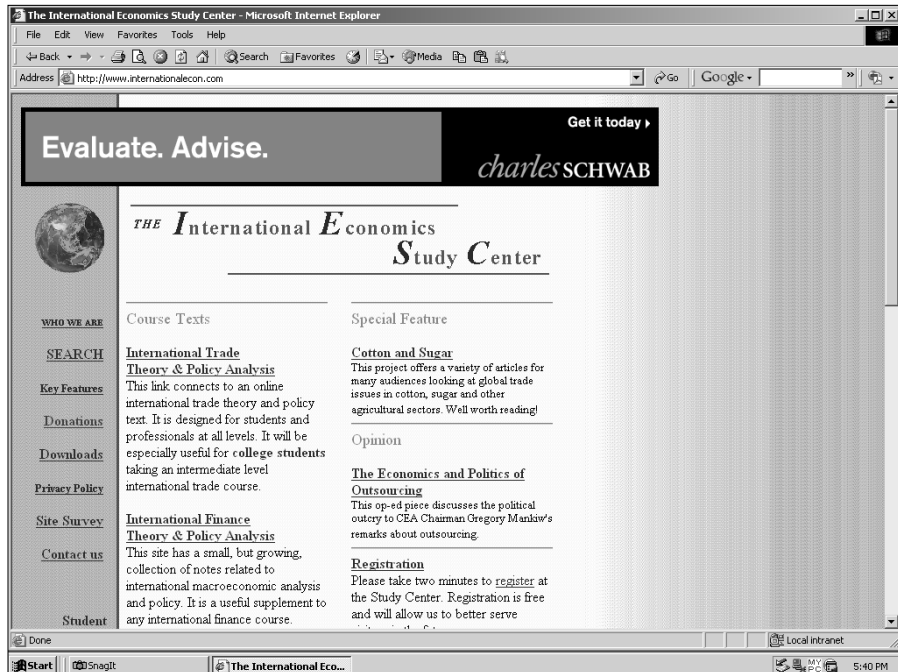 The International Economics Study Center - Microsoft Internet Explorer
File Edit View Favorites Tools Help
Back Search Favorites Media
Address http://www.internationalecon.com Go Google
Evaluate. Advise.
Get it today
charles SCHWAB
THE International Economics
Study Center
WHO WE ARE
SEARCH
Key Features
Donations
Downloads
Privacy Policy
Site Survey
Contact us
Student
Course Texts
International Trade
Theory & Policy Analysis
This link connects to an online
international trade theory and policy
text. It is designed for students and
professionals at all levels. It will be
especially useful for college students
taking an intermediate level
international trade course.
International Finance
Theory & Policy Analysis
This site has a small, but growing,
collection of notes related to
international macroeconomic analysis
and policy. It is a useful supplement to
any international finance course.
Special Feature
Cotton and Sugar
This project offers a variety of articles for
many audiences looking at global trade
issues in cotton, sugar and other
agricultural sectors. Well worth reading!
Opinion
The Economics and Politics of
Outsourcing
This op-ed piece discusses the political
outcry to CEA Chairman Gregory Mankiw's
remarks about outsourcing.
Registration
Please take two minutes to register at
the Study Center. Registration is free
and will allow us to better serve
Done Local intranet
Start SnagIt The International Eco... MY PC 5:40 PM